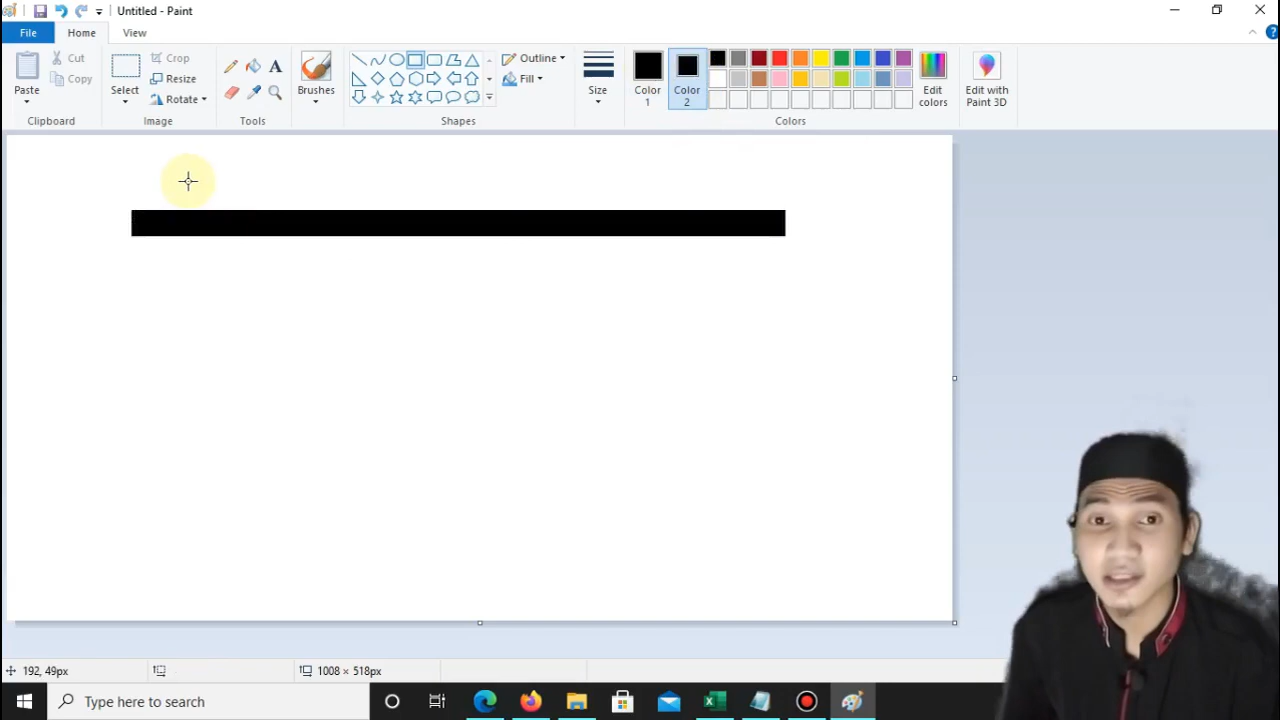 Untitled - Paint
File Home View
Cut
Crop
Copy
Resize
Rotate
Outline
Fill
Paste
Select
Brushes
Size
Color 1
Color 2
Edit colors
Edit with Paint 3D
Clipboard
Image
Tools
Shapes
Colors
192, 49px
1008 × 518px
Type here to search